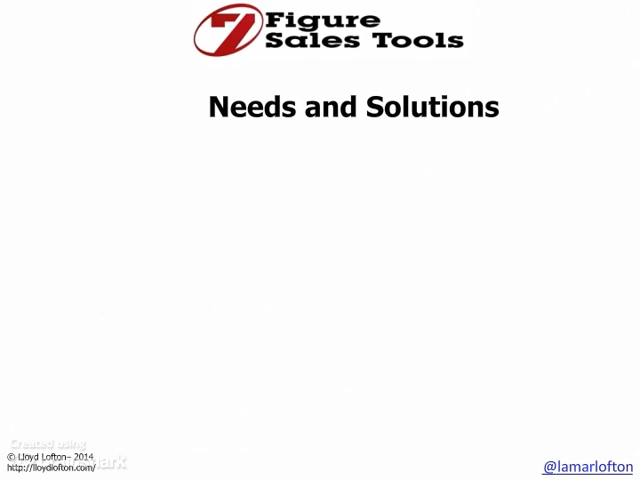 7 Figure
Sales Tools
Needs and Solutions
Created using
© Lloyd Lofton– 2014
http://lloydlofton.com/
@lamarlofton